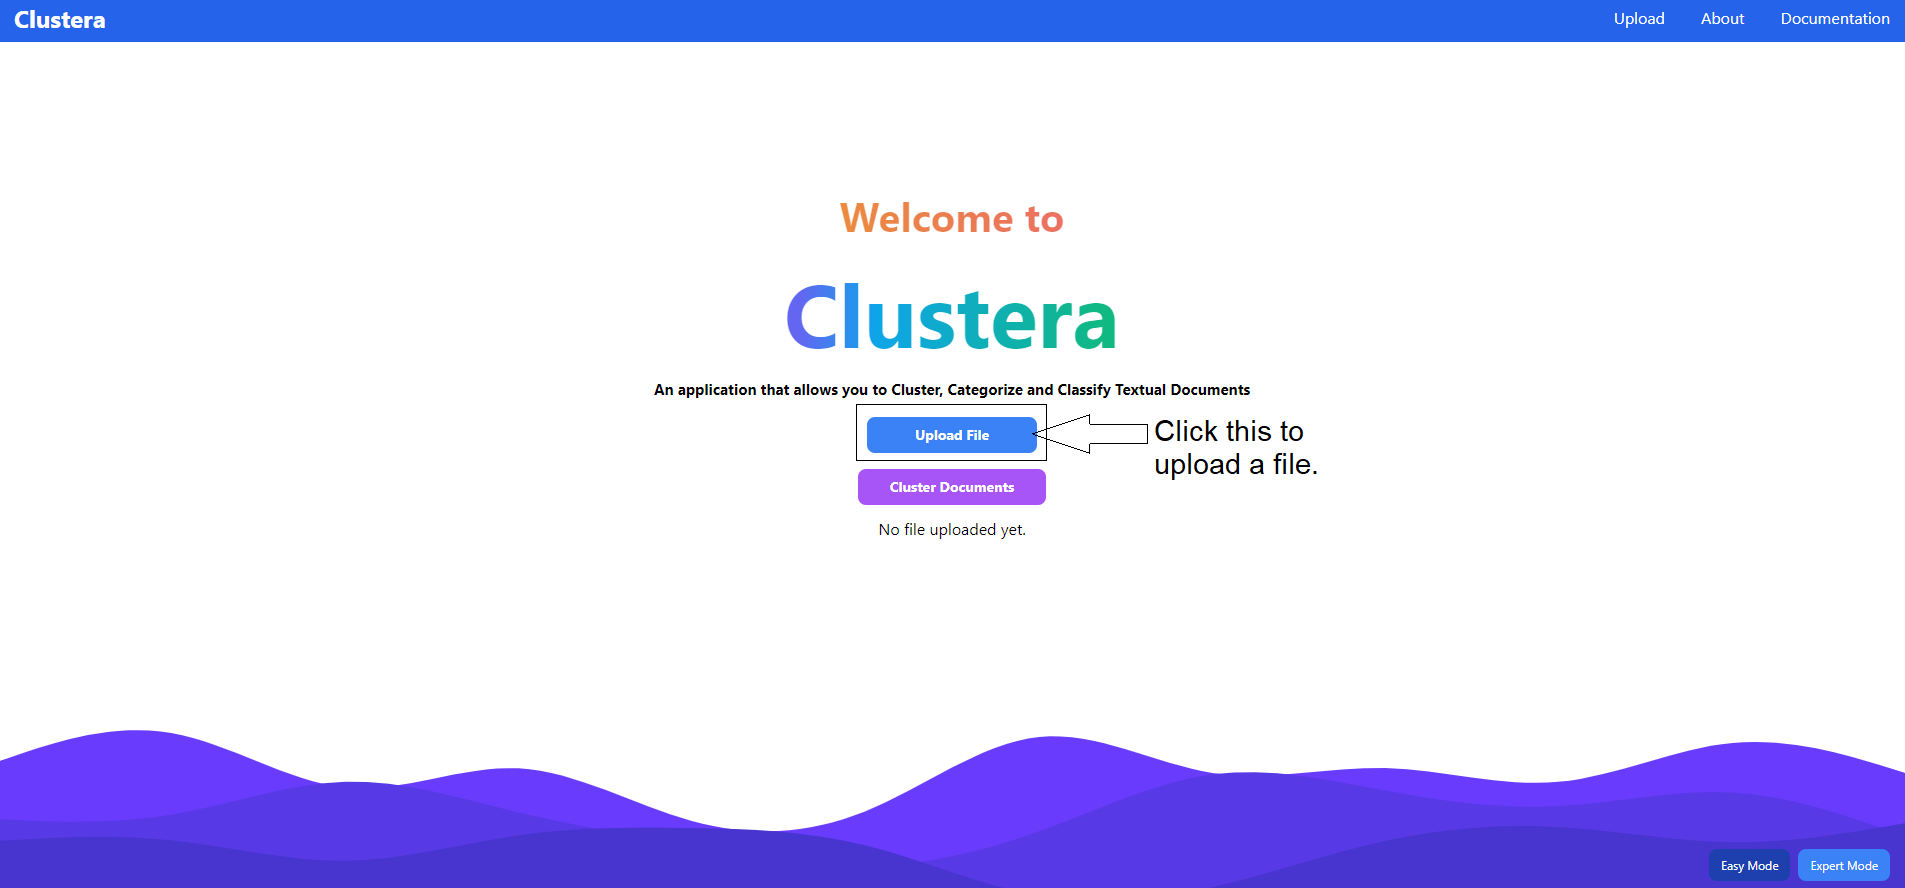 Clustera
Upload About Documentation
Welcome to
Clustera
An application that allows you to Cluster, Categorize and Classify Textual Documents
Upload File
Click this to
upload a file.
Cluster Documents
No file uploaded yet.
Easy Mode Expert Mode